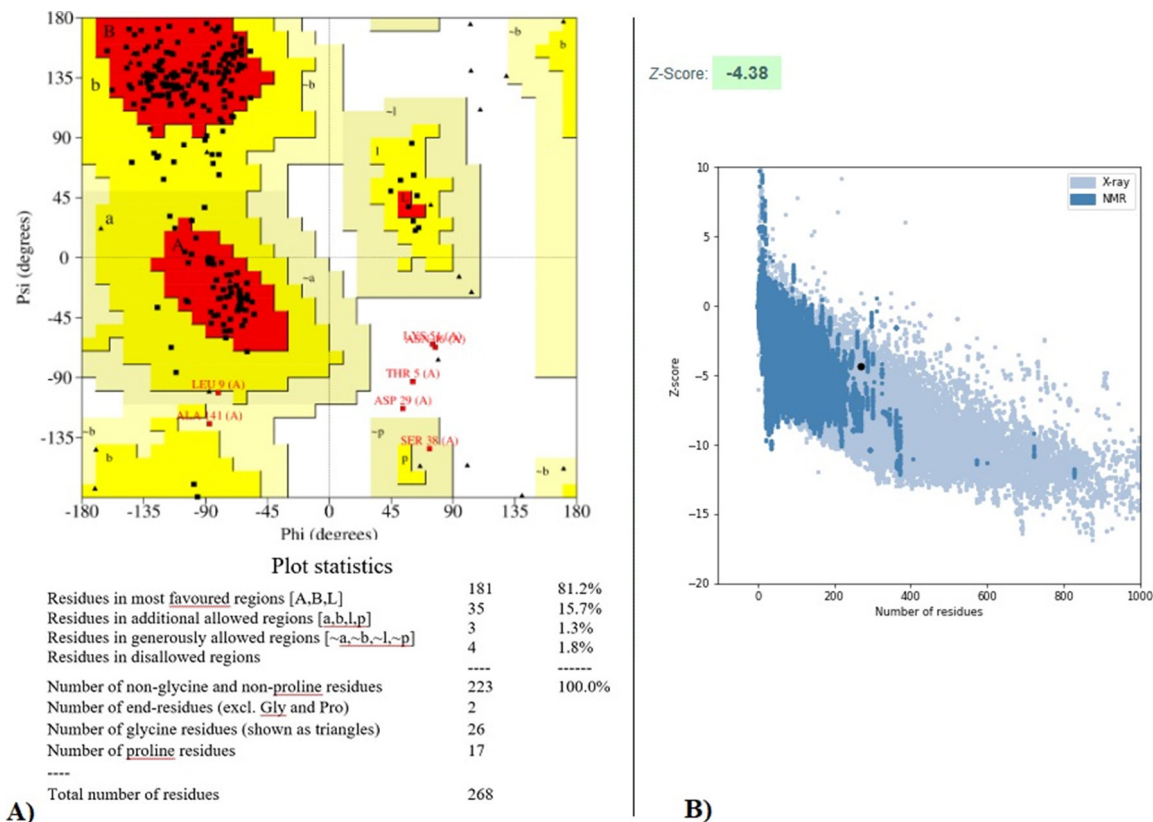 180
135
90
45
0
-45
-90
-135
Psi (degrees)
B
b
~b
~b
b
~l
l
L
a
A
~a
LEU 9 (A)
ALA 141 (A)
THR 5 (A)
ASP 29 (A)
SER 38 (A)
~b
b
~p
p
~b
-180 -135 -90 -45 0 45 90 135 180
Phi (degrees)
Plot statistics
Residues in most favoured regions [A,B,L] 181 81.2%
Residues in additional allowed regions [a,b,l,p] 35 15.7%
Residues in generously allowed regions [~a,~b,~l,~p] 3 1.3%
Residues in disallowed regions 4 1.8%
---- ------
Number of non-glycine and non-proline residues 223 100.0%
Number of end-residues (excl. Gly and Pro) 2
Number of glycine residues (shown as triangles) 26
Number of proline residues 17
----
Total number of residues 268
A)
Z-Score: -4.38
10
5
0
−5
−10
−15
−20
Z-score
X-ray
NMR
0 200 400 600 800 1000
Number of residues
B)